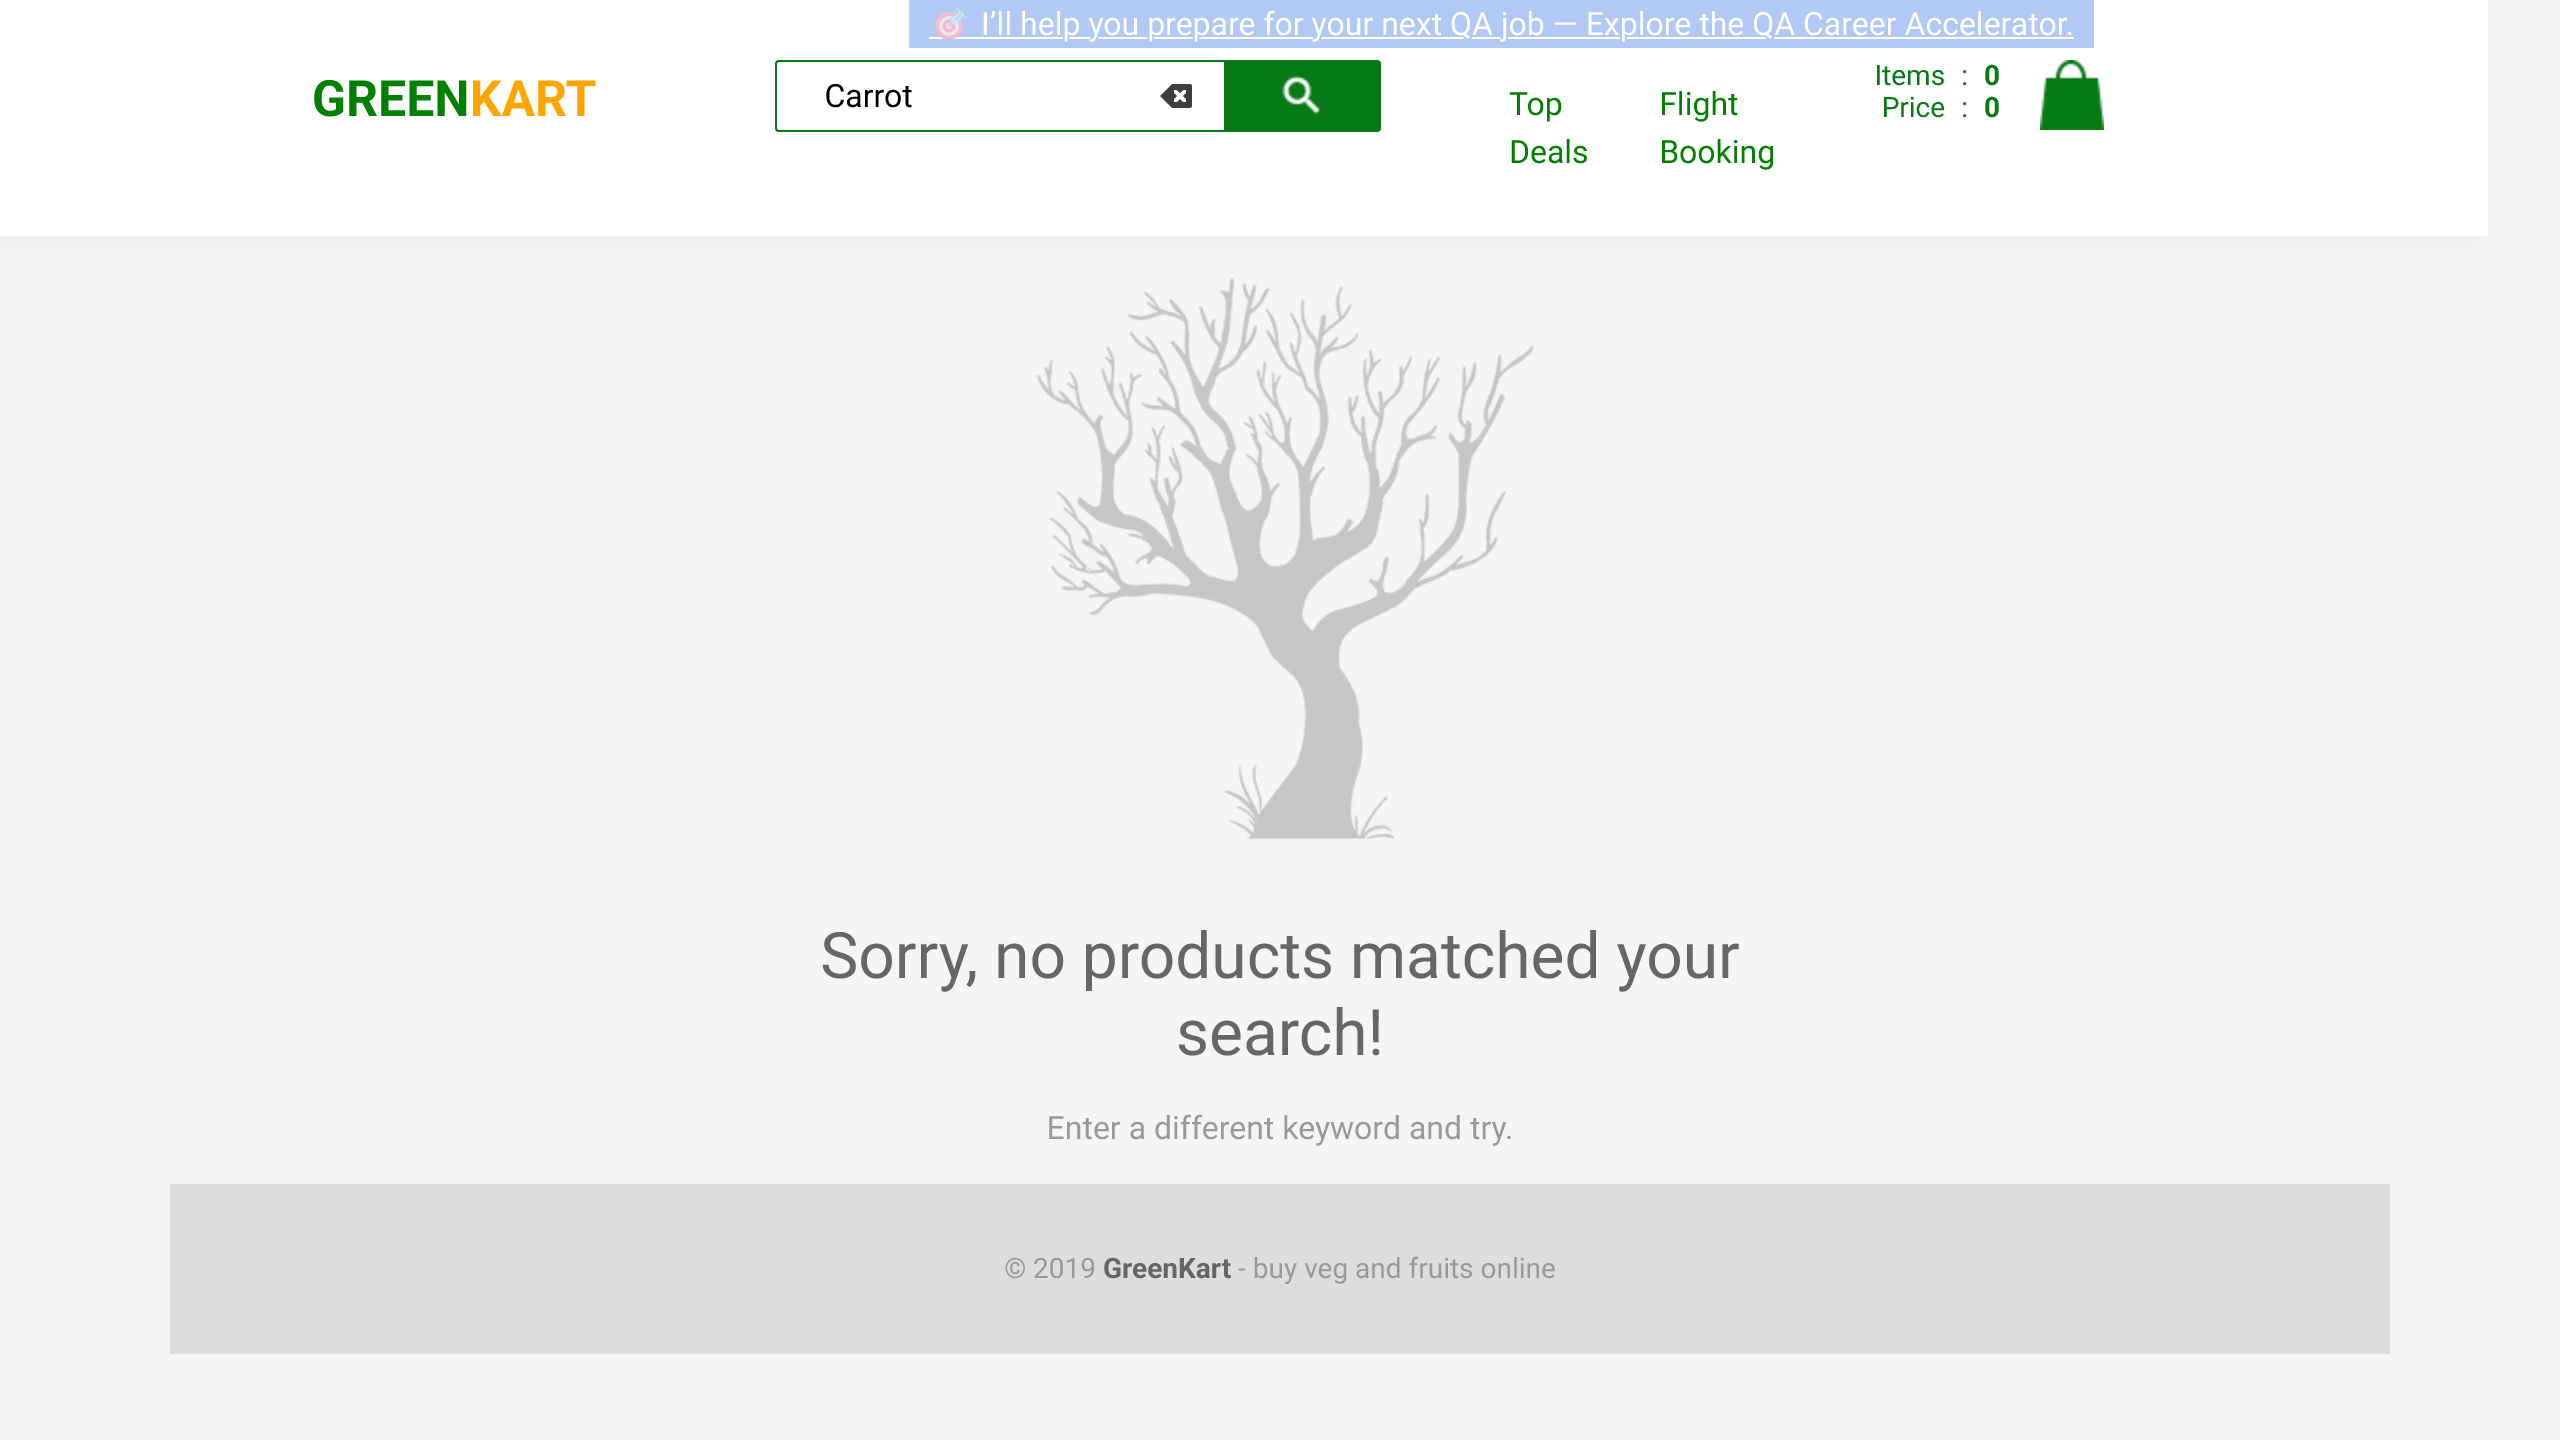 🎯 I’ll help you prepare for your next QA job — Explore the QA Career Accelerator.
GREENKART
Carrot
Top Deals
Flight Booking
Items : 0
Price : 0
Sorry, no products matched your
search!
Enter a different keyword and try.
© 2019 GreenKart - buy veg and fruits online